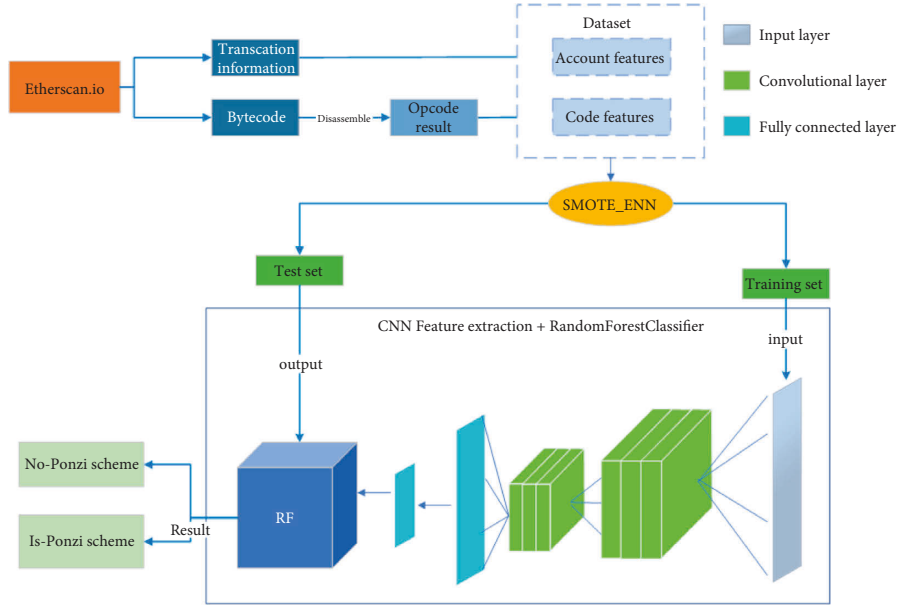 Etherscan.io
Transcation
information
Bytecode
Disassemble
Opcode
result
Dataset
Account features
Code features
Input layer
Convolutional layer
Fully connected layer
SMOTE_ENN
Test set
Training set
CNN Feature extraction + RandomForestClassifier
output
input
No-Ponzi scheme
Is-Ponzi scheme
Result
RF